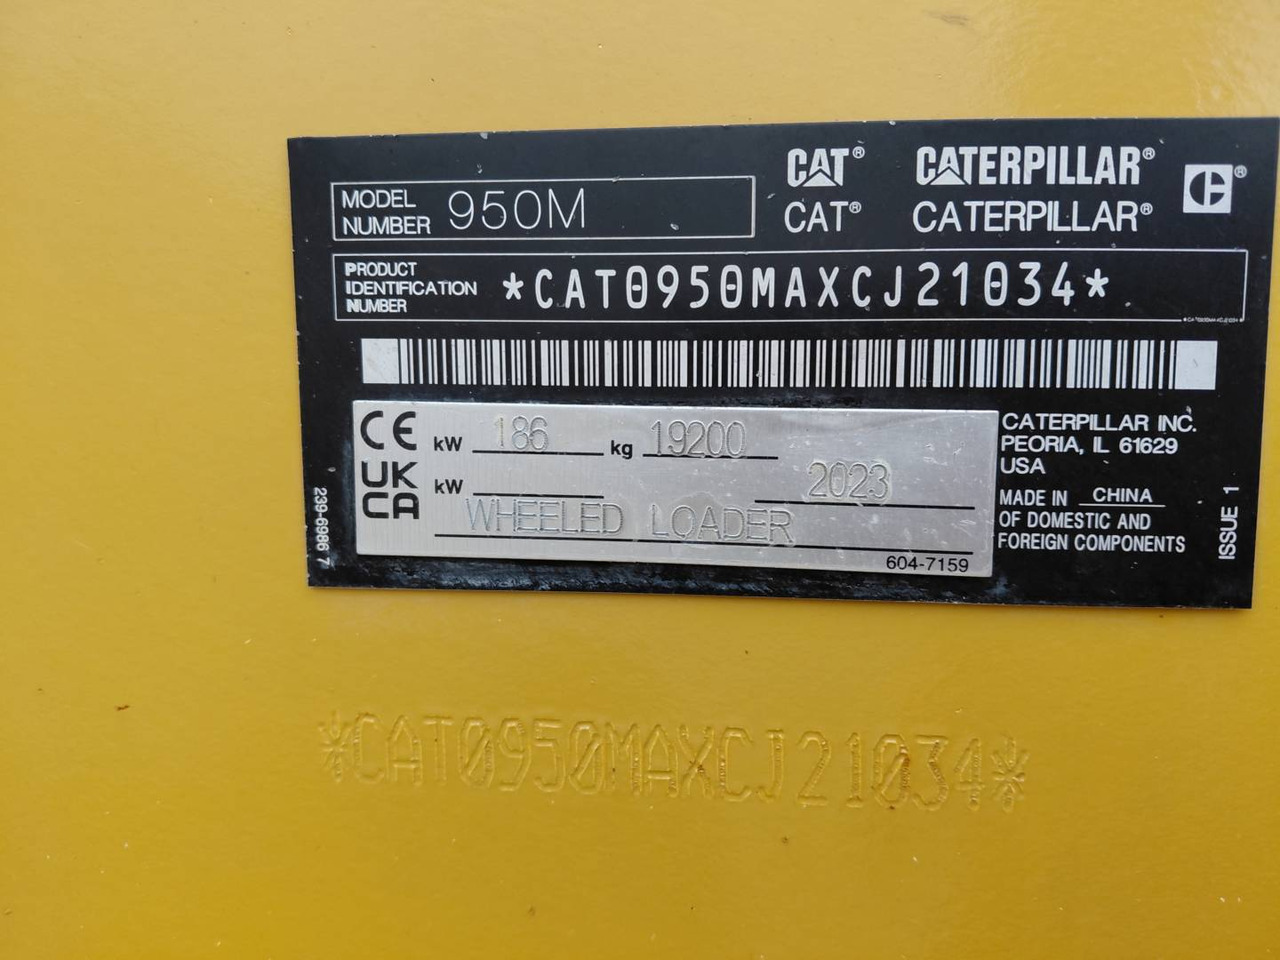 MODEL NUMBER 950M
CAT® CATERPILLAR®
CAT® CATERPILLAR®
PRODUCT IDENTIFICATION NUMBER *CAT0950MAXCJ21034*
*CAT0950MAXCJ21034*
CE kW 186 kg 19200
UKCA kW 2023
WHEELED LOADER
604-7159
CATERPILLAR INC.
PEORIA, IL 61629
USA
MADE IN CHINA
OF DOMESTIC AND
FOREIGN COMPONENTS
239-6986 7
ISSUE 1
*CAT0950MAXCJ21034*